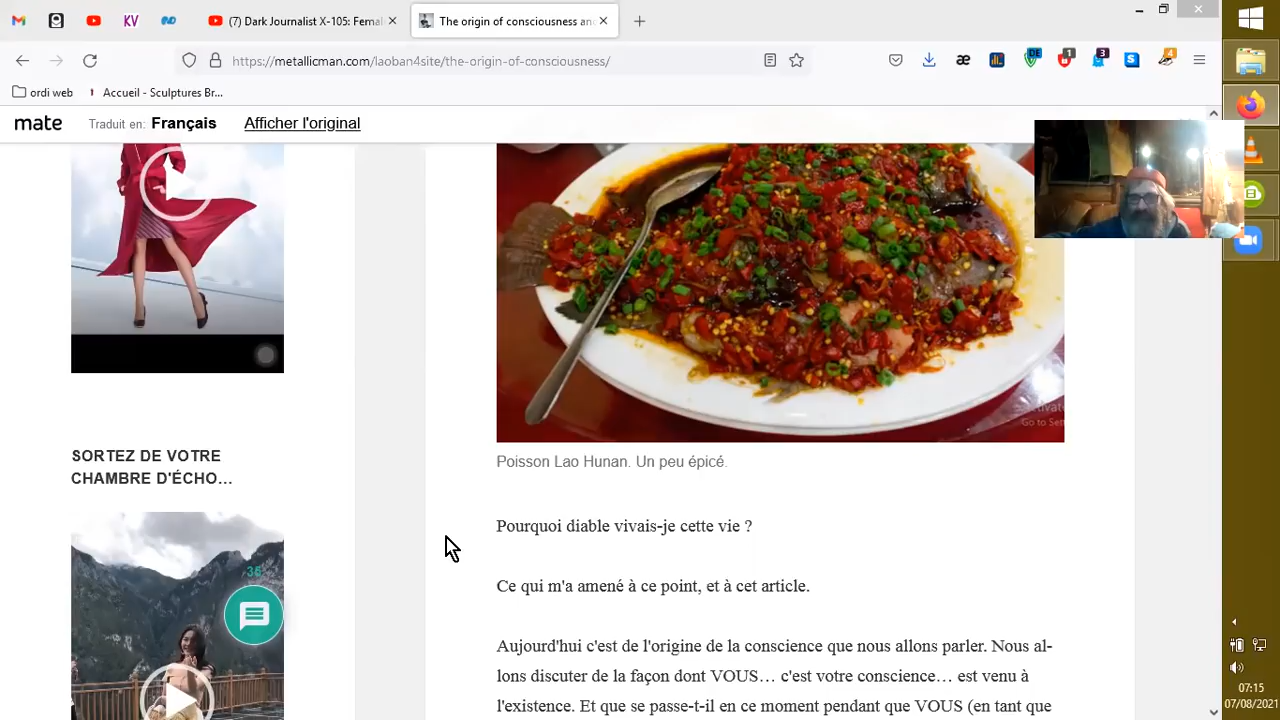 (7) Dark Journalist X-105: Femal
The origin of consciousness and
https://metallicman.com/laoban4site/the-origin-of-consciousness/
DE
1
3
4
ordi web
Accueil - Sculptures Br...
mate
Traduit en: Français
Afficher l'original
Poisson Lao Hunan. Un peu épicé.
SORTEZ DE VOTRE
CHAMBRE D'ÉCHO...
Pourquoi diable vivais-je cette vie ?
Ce qui m'a amené à ce point, et à cet article.
Aujourd'hui c'est de l'origine de la conscience que nous allons parler. Nous al-
lons discuter de la façon dont VOUS... c'est votre conscience... est venu à
l'existence. Et que se passe-t-il en ce moment pendant que VOUS (en tant que
07:15
07/08/2021